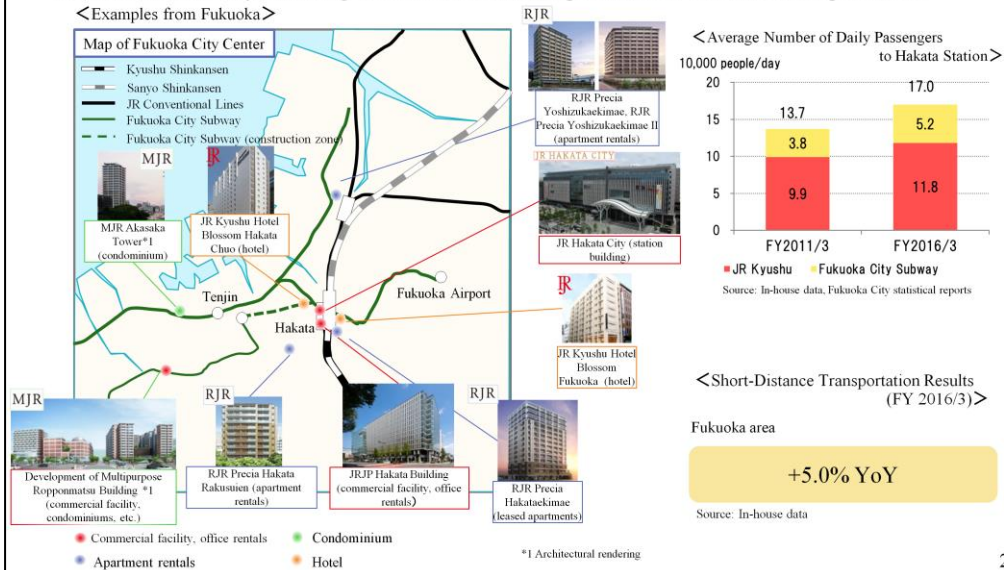 <Examples from Fukuoka>
Map of Fukuoka City Center
Kyushu Shinkansen
Sanyo Shinkansen
JR Conventional Lines
Fukuoka City Subway
Fukuoka City Subway (construction zone)
MJR
MJR Akasaka
Tower*1
(condominium)
JR
JR Kyushu Hotel
Blossom Hakata
Chuo (hotel)
RJR
RJR Precia
Yoshizukaekimae, RJR
Precia Yoshizukaekimae II
(apartment rentals)
JR HAKATA CITY
JR Hakata City (station
building)
Tenjin
Hakata
Fukuoka Airport
JR
JR Kyushu Hotel
Blossom
Fukuoka (hotel)
MJR
Development of Multipurpose
Ropponmatsu Building *1
(commercial facility,
condominiums, etc.)
RJR
RJR Precia Hakata
Rakusuien (apartment
rentals)
JRJP Hakata Building
(commercial facility, office
rentals)
RJR
RJR Precia
Hakataekimae
(leased apartments)
Commercial facility, office rentals
Condominium
Apartment rentals
Hotel
*1 Architectural rendering
<Average Number of Daily Passengers
to Hakata Station>
10,000 people/day
20
15
10
5
0
13.7
3.8
9.9
17.0
5.2
11.8
FY2011/3
FY2016/3
JR Kyushu
Fukuoka City Subway
Source: In-house data, Fukuoka City statistical reports
<Short-Distance Transportation Results
(FY 2016/3)>
Fukuoka area
+5.0% YoY
Source: In-house data